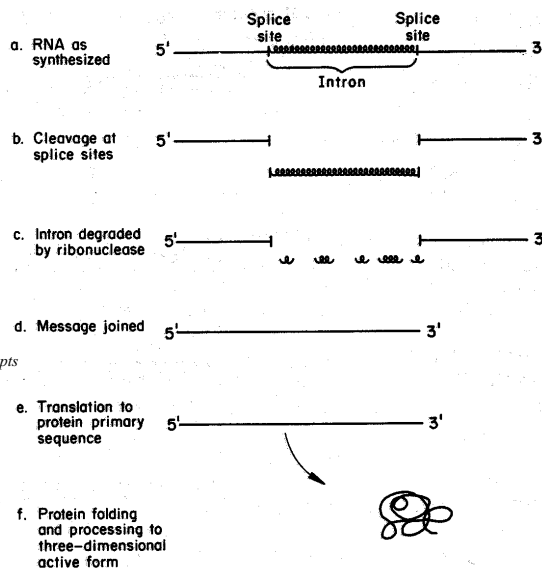 Splice site
Splice site
a. RNA as synthesized
5'
3
Intron
b. Cleavage at splice sites
5'
3
c. Intron degraded by ribonuclease
5'
3
d. Message joined
5'
3'
pts
e. Translation to protein primary sequence
5'
3'
f. Protein folding and processing to three-dimensional active form